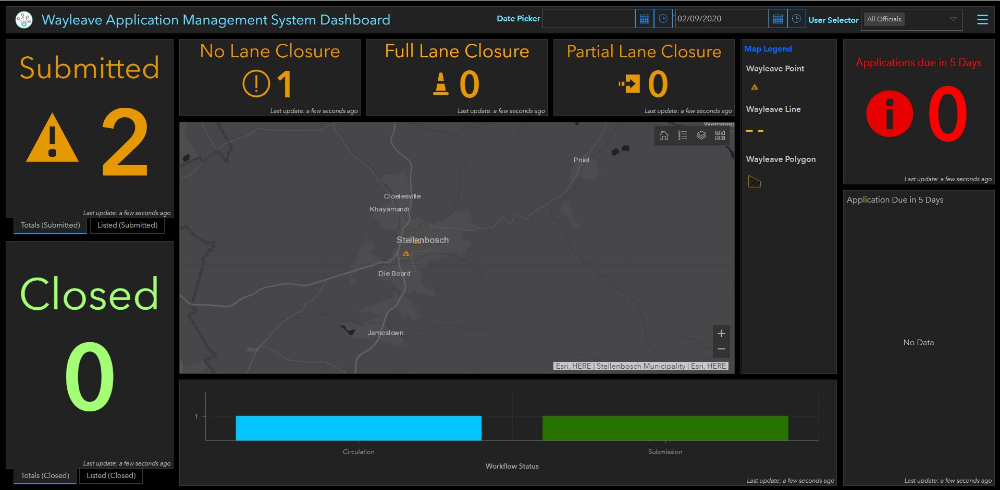 Wayleave Application Management System Dashboard
Date Picker
-
02/09/2020
User Selector
All Officials
Submitted
2
Last update: a few seconds ago
Totals (Submitted)
Listed (Submitted)
Closed
0
Last update: a few seconds ago
Totals (Closed)
Listed (Closed)
No Lane Closure
1
Last update: a few seconds ago
Full Lane Closure
0
Last update: a few seconds ago
Partial Lane Closure
0
Last update: a few seconds ago
Wemmers
Pniel
Cloetesville
Khayamandi
Stellenbosch
Die Boord
Jamestown
3km
+
−
Esri, HERE | Stellenbosch Municipality | Esri, HERE
Map Legend
Wayleave Point
Wayleave Line
Wayleave Polygon
1
Circulation
Submission
Workflow Status
Last update: a few seconds ago
Applications due in 5 Days
0
Last update: a few seconds ago
Application Due in 5 Days
No Data
Last update: a few seconds ago